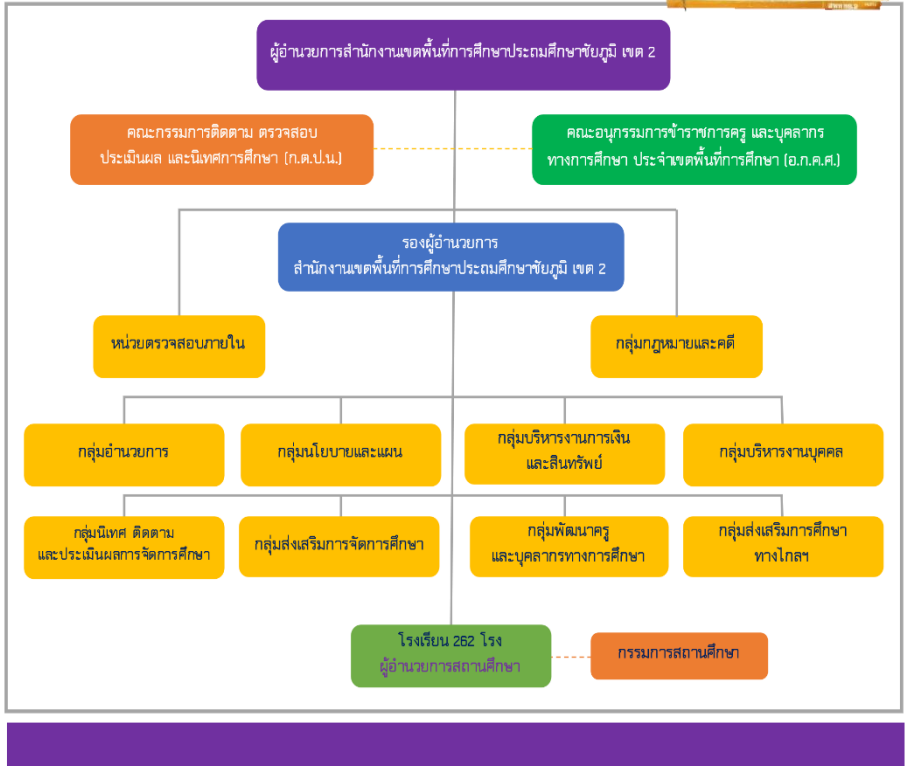 ผู้อำนวยการสำนักงานเขตพื้นที่การศึกษาประถมศึกษาชัยภูมิ เขต 2
คณะกรรมการติดตาม ตรวจสอบ
ประเมินผล และนิเทศการศึกษา (ก.ต.ป.น.)
คณะอนุกรรมการข้าราชการครู และบุคลากร
ทางการศึกษา ประจำเขตพื้นที่การศึกษา (อ.ก.ค.ศ.)
รองผู้อำนวยการ
สำนักงานเขตพื้นที่การศึกษาประถมศึกษาชัยภูมิ เขต 2
หน่วยตรวจสอบภายใน
กลุ่มกฎหมายและคดี
กลุ่มอำนวยการ
กลุ่มนโยบายและแผน
กลุ่มบริหารงานการเงิน
และสินทรัพย์
กลุ่มบริหารงานบุคคล
กลุ่มนิเทศ ติดตาม
และประเมินผลการจัดการศึกษา
กลุ่มส่งเสริมการจัดการศึกษา
กลุ่มพัฒนาครู
และบุคลากรทางการศึกษา
กลุ่มส่งเสริมการศึกษา
ทางไกลฯ
โรงเรียน 262 โรง
ผู้อำนวยการสถานศึกษา
กรรมการสถานศึกษา